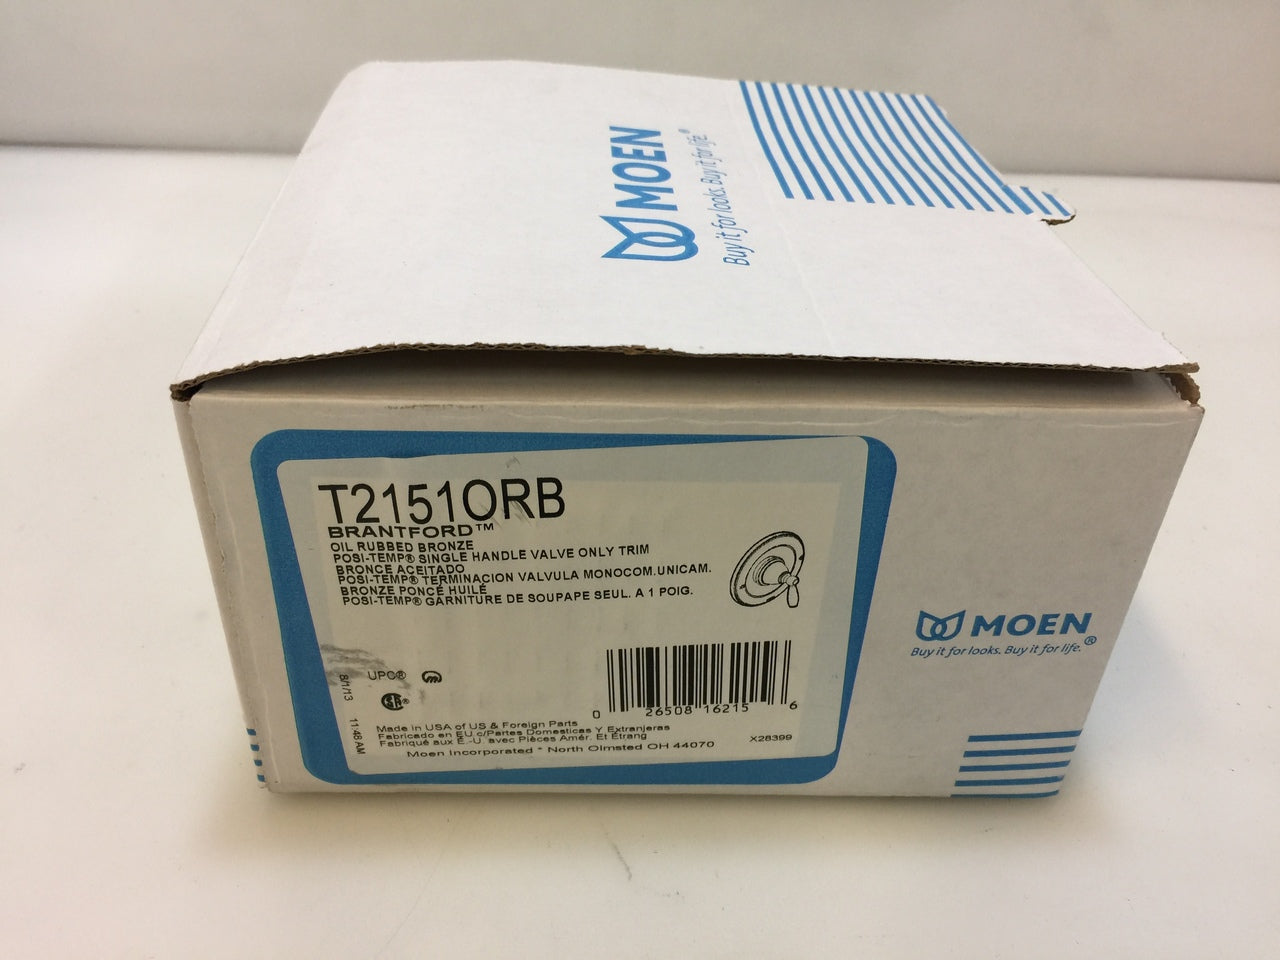 MOEN
Buy it for looks. Buy it for life.®
T2151ORB
BRANTFORD™
OIL RUBBED BRONZE
POSI-TEMP® SINGLE HANDLE VALVE ONLY TRIM
BRONCE ACEITADO
POSI-TEMP® TERMINACION VALVULA MONOCOM.UNICAM.
BRONZE PONCÉ HUILÉ
POSI-TEMP® GARNITURE DE SOUPAPE SEUL. A 1 POIG.
8/1/13 11:48 AM
UPC®
0 26508 16215 6
Made in USA of US & Foreign Parts
Fabricado en EU c/Partes Domesticas Y Extranjeras
Fabriqué aux É.-U. avec Pièces Amér. Et Étrang
Moen Incorporated * North Olmsted OH 44070
X28399
MOEN®
Buy it for looks. Buy it for life.